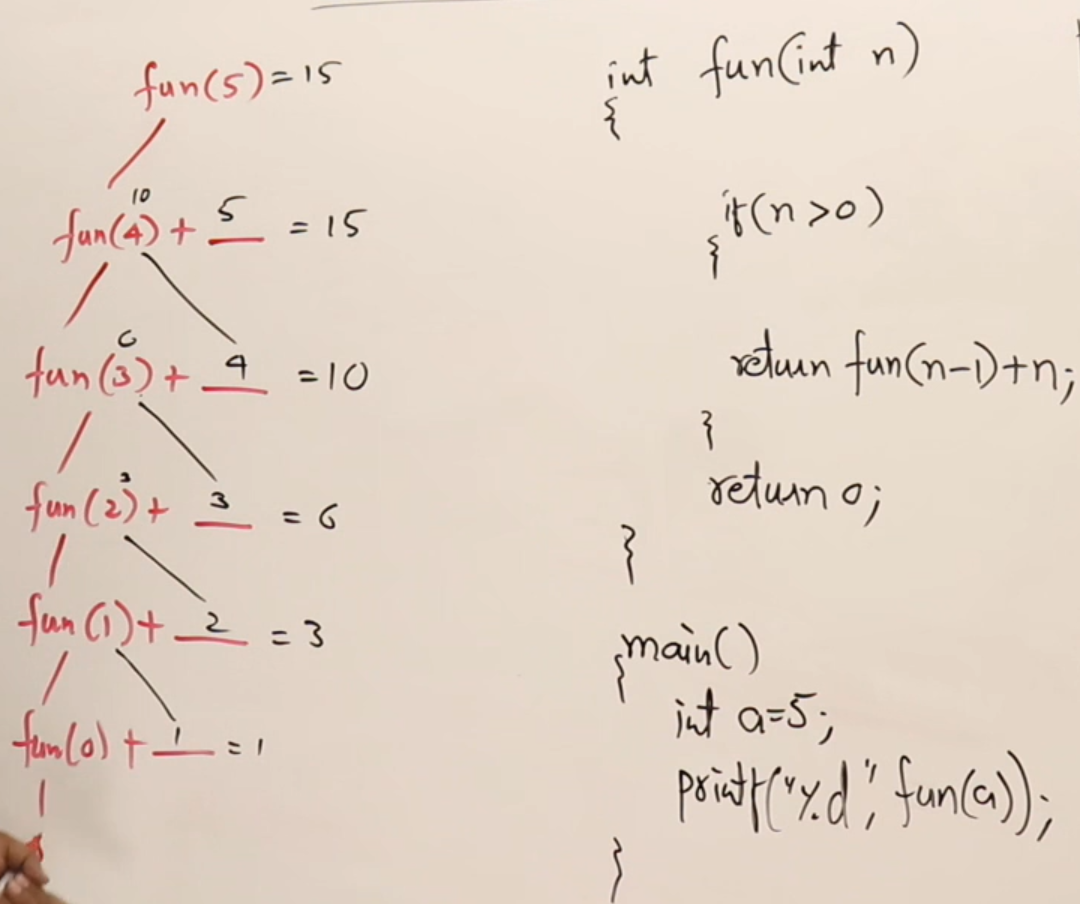 fun(5) = 15
10
fun(4) + 5 = 15
6
fun(3) + 4 = 10
3
fun(2) + 3 = 6
fun(1) + 2 = 3
fun(0) + 1 = 1
int fun(int n)
{
if(n>0)
{
return fun(n-1)+n;
}
return 0;
}
main()
{
int a=5;
printf("%d", fun(a));
}